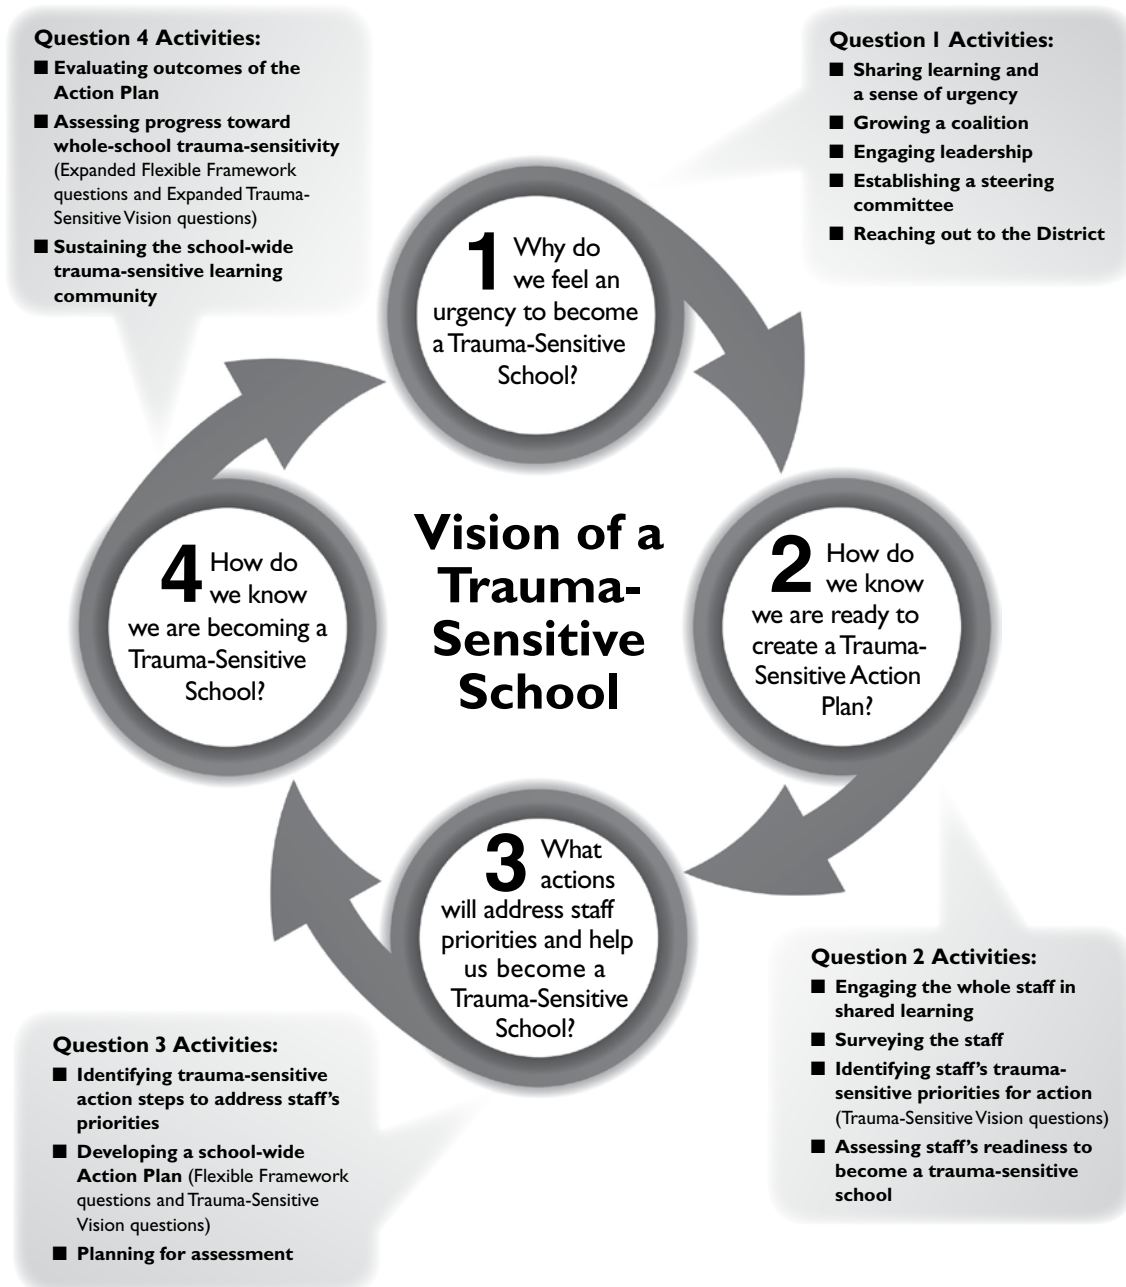 Question 4 Activities:
■ Evaluating outcomes of the
Action Plan
■ Assessing progress toward
whole-school trauma-sensitivity
(Expanded Flexible Framework
questions and Expanded Trauma-
Sensitive Vision questions)
■ Sustaining the school-wide
trauma-sensitive learning
community
Question 1 Activities:
■ Sharing learning and
a sense of urgency
■ Growing a coalition
■ Engaging leadership
■ Establishing a steering
committee
■ Reaching out to the District
1 Why do
we feel an
urgency to become
a Trauma-Sensitive
School?
Vision of a
Trauma-
Sensitive
School
2 How do
we know
we are ready to
create a Trauma-
Sensitive Action
Plan?
3 What
actions
will address staff
priorities and help
us become a
Trauma-Sensitive
School?
4 How do
we know
we are becoming a
Trauma-Sensitive
School?
Question 2 Activities:
■ Engaging the whole staff in
shared learning
■ Surveying the staff
■ Identifying staff's trauma-
sensitive priorities for action
(Trauma-Sensitive Vision questions)
■ Assessing staff's readiness to
become a trauma-sensitive
school
Question 3 Activities:
■ Identifying trauma-sensitive
action steps to address staff's
priorities
■ Developing a school-wide
Action Plan (Flexible Framework
questions and Trauma-Sensitive
Vision questions)
■ Planning for assessment